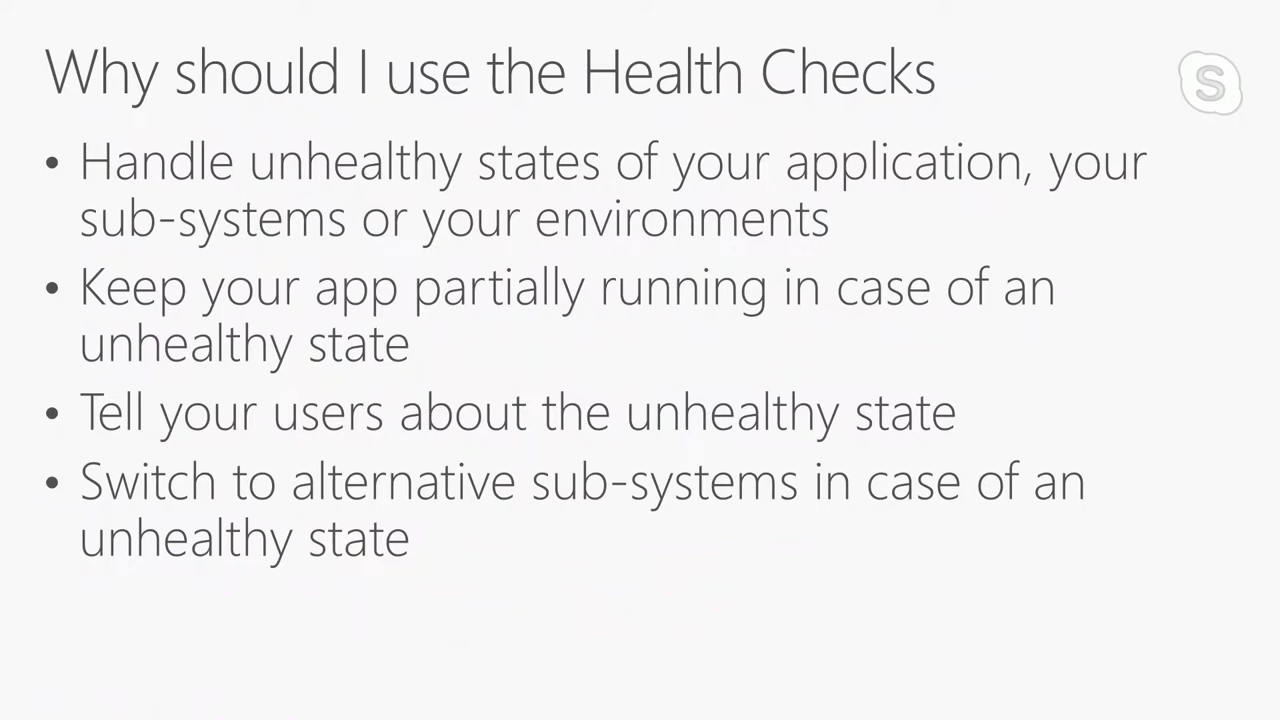 Why should I use the Health Checks
S
• Handle unhealthy states of your application, your
sub-systems or your environments
• Keep your app partially running in case of an
unhealthy state
• Tell your users about the unhealthy state
• Switch to alternative sub-systems in case of an
unhealthy state